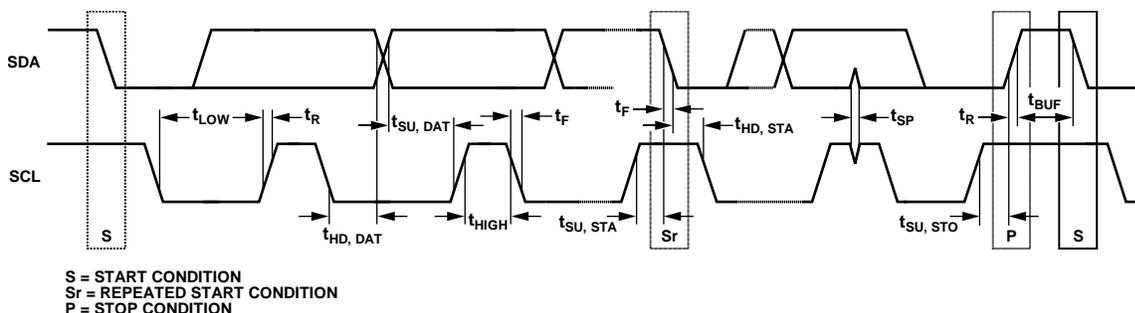 SDA
tLOW
tR
tSU, DAT
tF
tF
tHD, STA
tSP
tR
tBUF
SCL
tHD, DAT
tHIGH
tSU, STA
tSU, STO
S
Sr
P
S
S = START CONDITION
Sr = REPEATED START CONDITION
P = STOP CONDITION